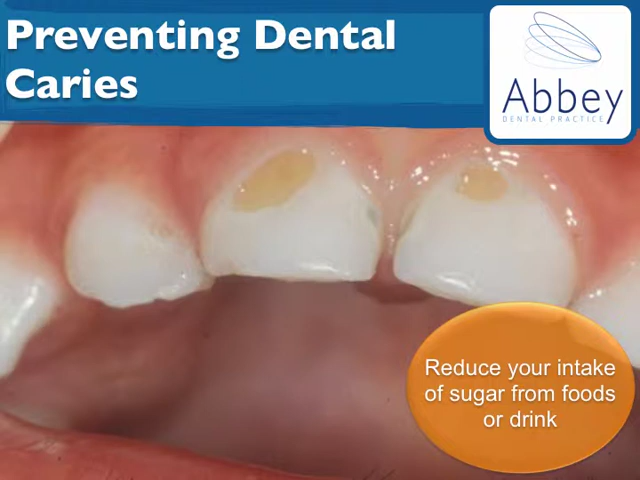 Preventing Dental
Caries
Abbey
DENTAL PRACTICE
Reduce your intake
of sugar from foods
or drink